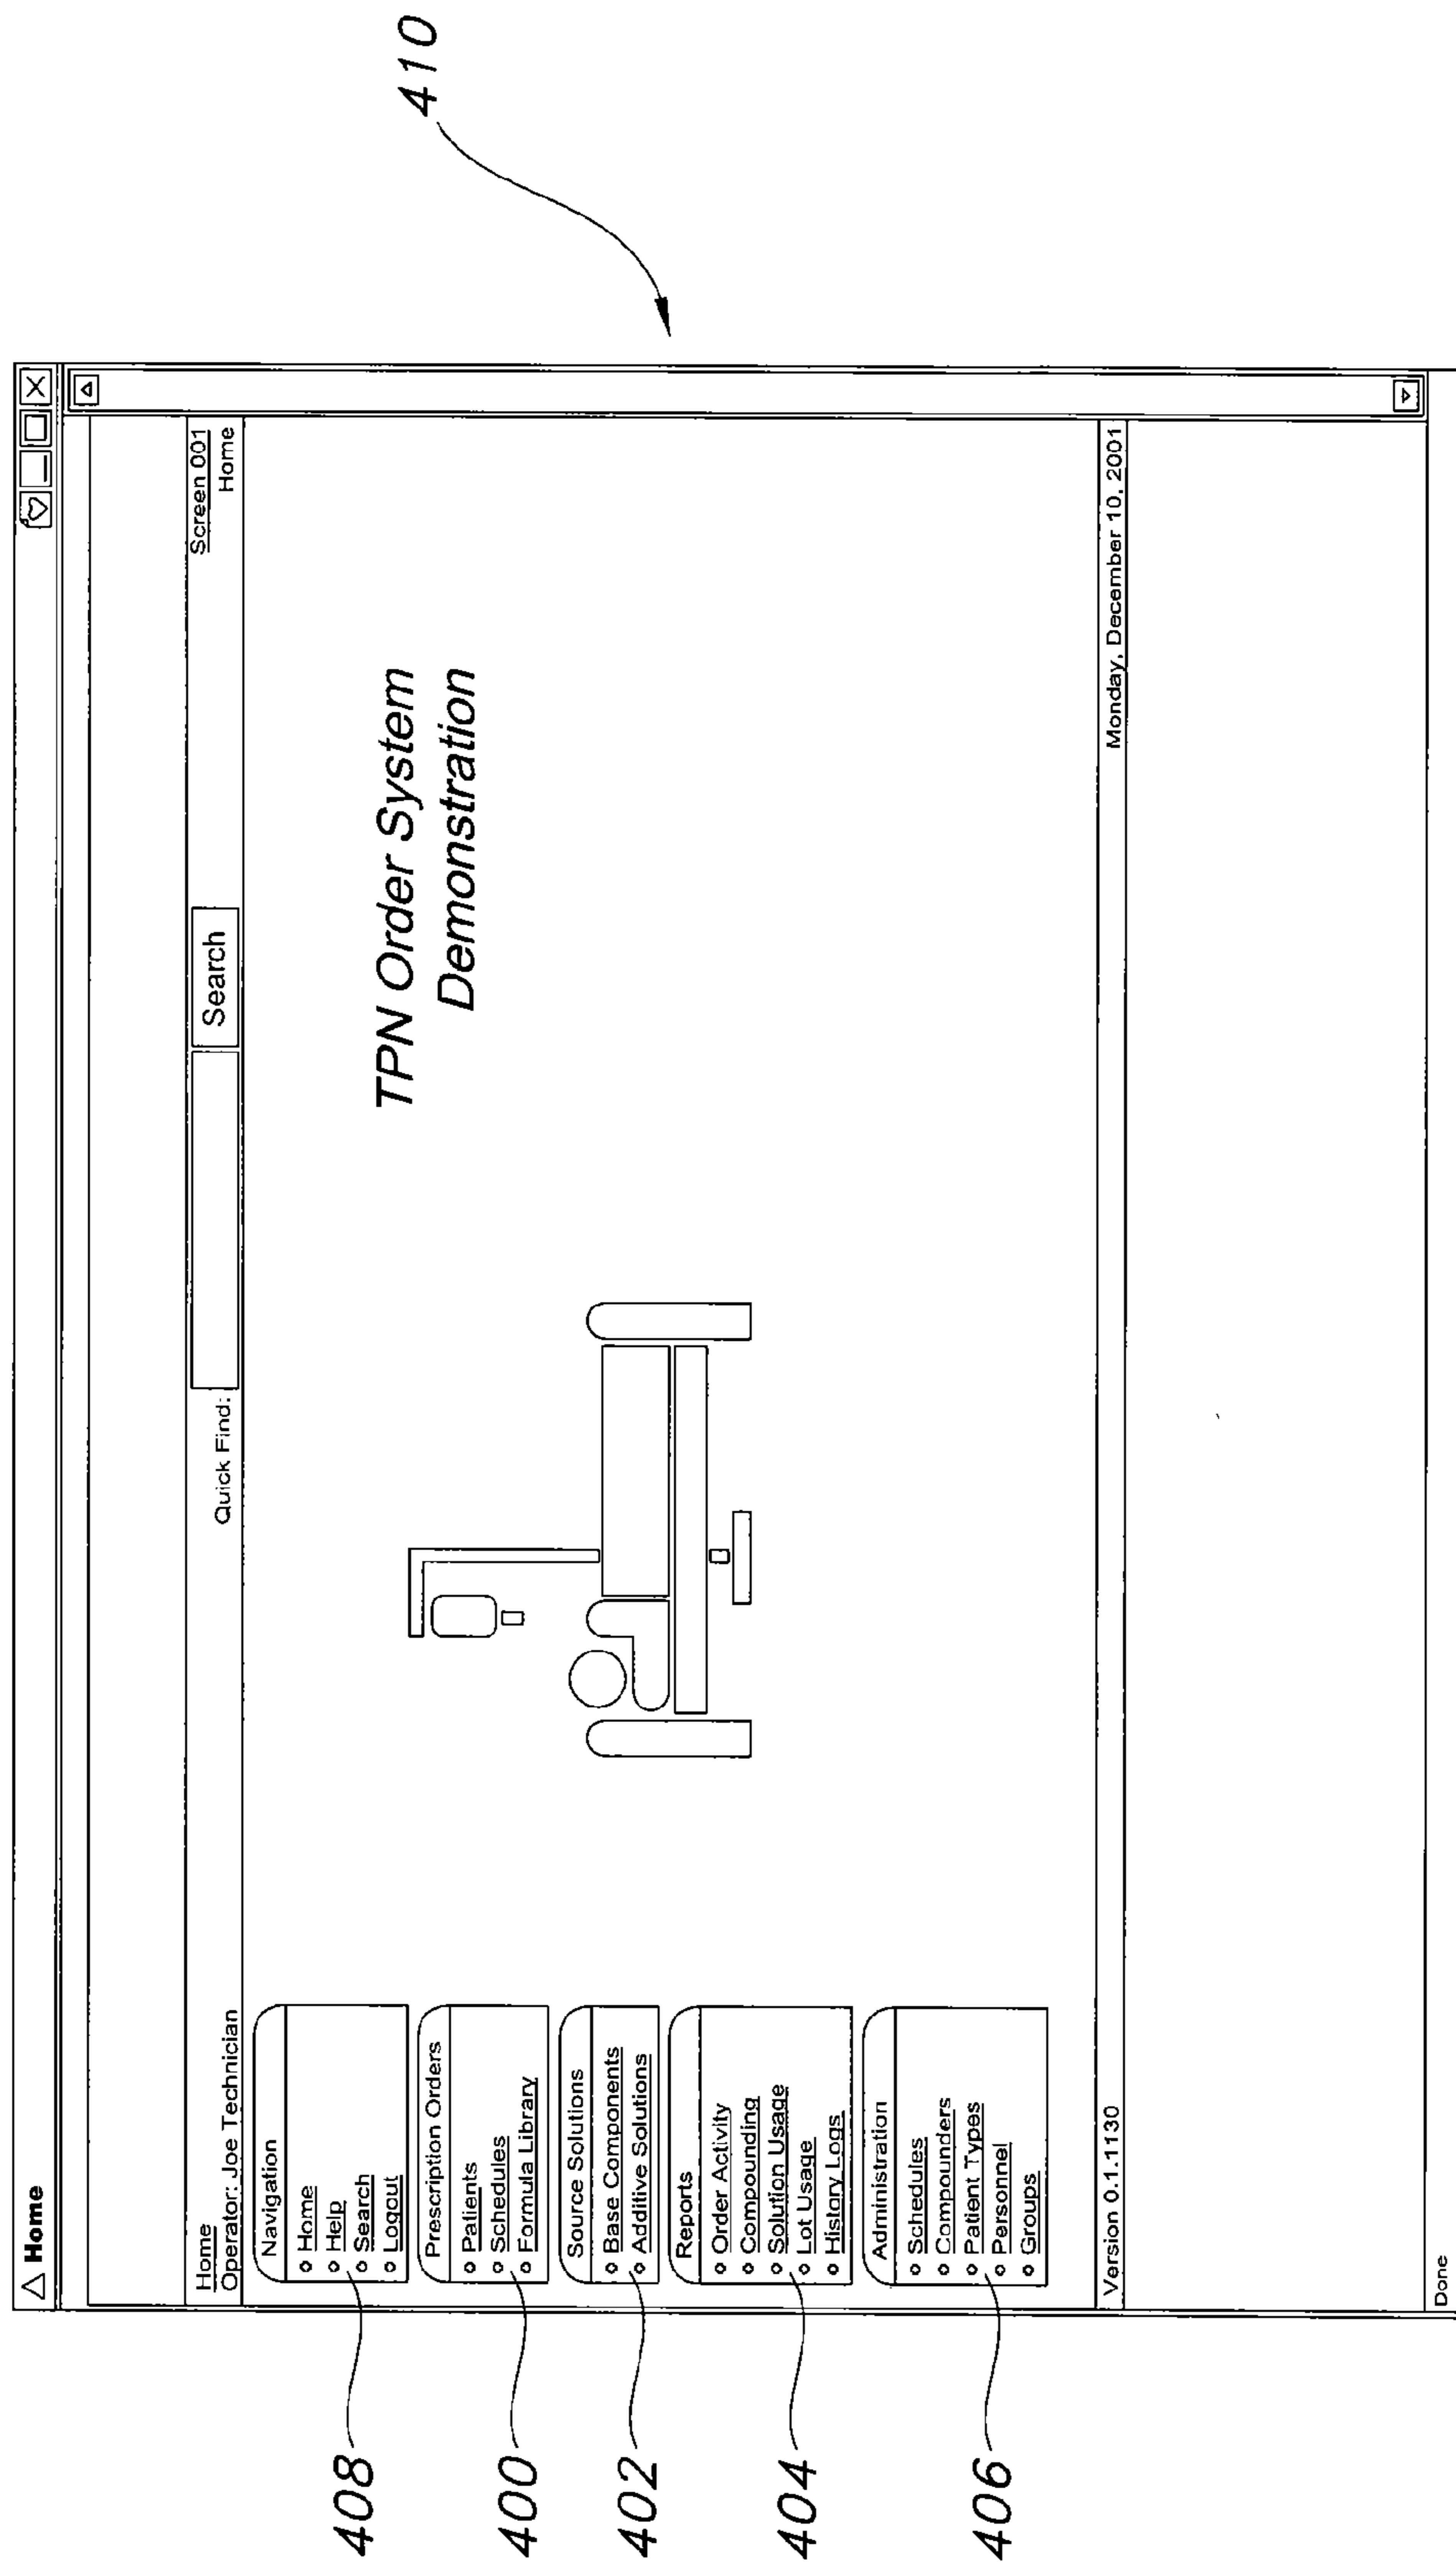 Home
Home
Operator: Joe Technician
Quick Find:
Search
Screen 001
Home
Navigation
Home
Help
Search
Logout
408
Prescription Orders
Patients
Schedules
Formula Library
400
Source Solutions
Base Components
Additive Solutions
402
Reports
Order Activity
Compounding
Solution Usage
Lot Usage
History Logs
404
Administration
Schedules
Compounders
Patient Types
Personnel
Groups
406
TPN Order System
Demonstration
410
Version 0.1.1130
Monday, December 10, 2001
Done